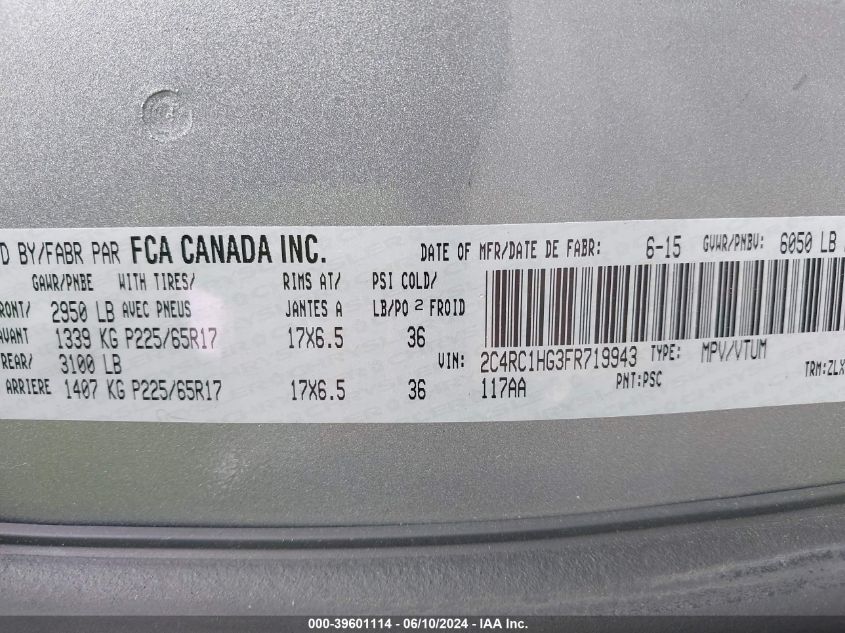 D BY/FABR PAR FCA CANADA INC. DATE OF MFR/DATE DE FABR: 6-15 GVWR/PNBV: 6050 LB
GAWR/PNBE WITH TIRES/ RIMS AT/ PSI COLD/
RONT/ 2950 LB AVEC PNEUS JANTES A LB/PO 2 FROID
AVANT 1339 KG P225/65R17 17X6.5 36
REAR/ 3100 LB VIN: 2C4RC1HG3FR719943 TYPE: MPV/VTUM
ARRIERE 1407 KG P225/65R17 17X6.5 36 117AA PNT:PSC TRM:ZLX
000-39601114 - 06/10/2024 - IAA Inc.